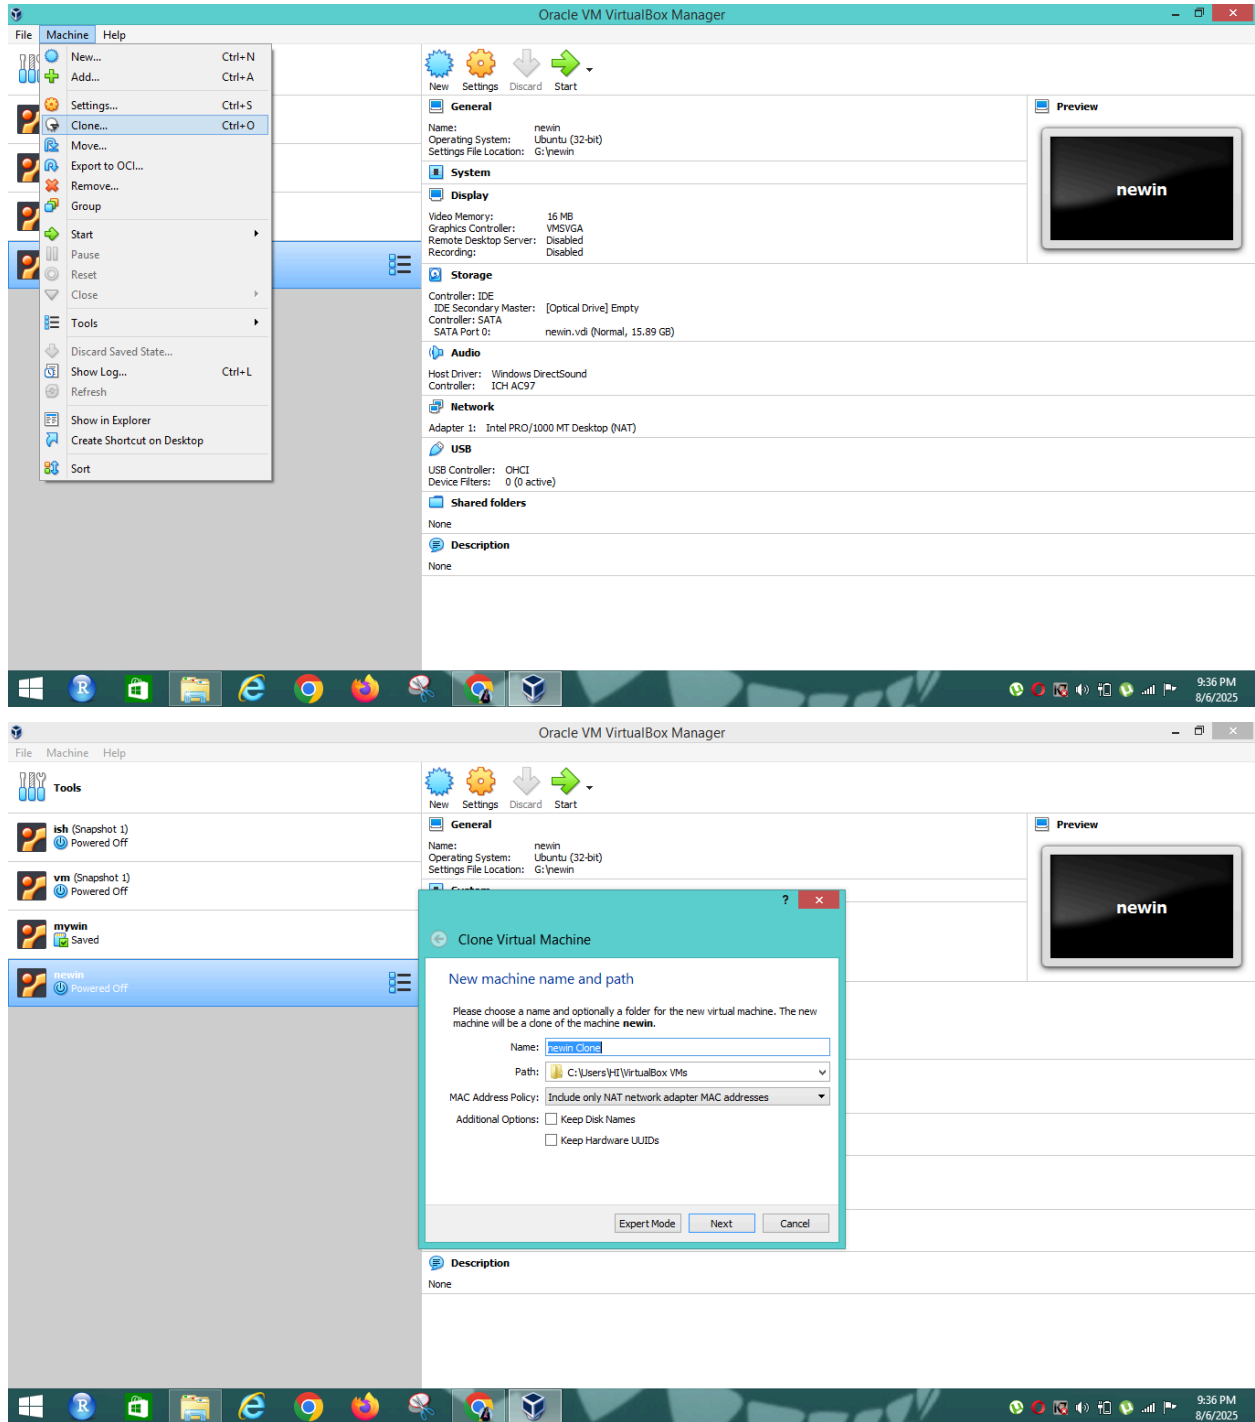 Oracle VM VirtualBox Manager
File Machine Help
New... Ctrl+N
Add... Ctrl+A
Settings... Ctrl+S
Clone... Ctrl+O
Move...
Export to OCI...
Remove...
Group
Start
Pause
Reset
Close
Tools
Discard Saved State...
Show Log... Ctrl+L
Refresh
Show in Explorer
Create Shortcut on Desktop
Sort
New Settings Discard Start
General
Name: newin
Operating System: Ubuntu (32-bit)
Settings File Location: G:\newin
System
Display
Video Memory: 16 MB
Graphics Controller: VMSVGA
Remote Desktop Server: Disabled
Recording: Disabled
Storage
Controller: IDE
IDE Secondary Master: [Optical Drive] Empty
Controller: SATA
SATA Port 0: newin.vdi (Normal, 15.89 GB)
Audio
Host Driver: Windows DirectSound
Controller: ICH AC97
Network
Adapter 1: Intel PRO/1000 MT Desktop (NAT)
USB
USB Controller: OHCI
Device Filters: 0 (0 active)
Shared folders
None
Description
None
Preview
newin
R
9:36 PM
8/6/2025
Oracle VM VirtualBox Manager
File Machine Help
Tools
ish (Snapshot 1)
Powered Off
vm (Snapshot 1)
Powered Off
mywin
Saved
newin
Powered Off
New Settings Discard Start
General
Name: newin
Operating System: Ubuntu (32-bit)
Settings File Location: G:\newin
Preview
newin
? ×
Clone Virtual Machine
New machine name and path
Please choose a name and optionally a folder for the new virtual machine. The new
machine will be a clone of the machine newin.
Name: newin Clone
Path: C:\Users\HI\VirtualBox VMs
MAC Address Policy: Include only NAT network adapter MAC addresses
Additional Options: Keep Disk Names
Keep Hardware UUIDs
Expert Mode Next Cancel
Description
None
R
9:36 PM
8/6/2025